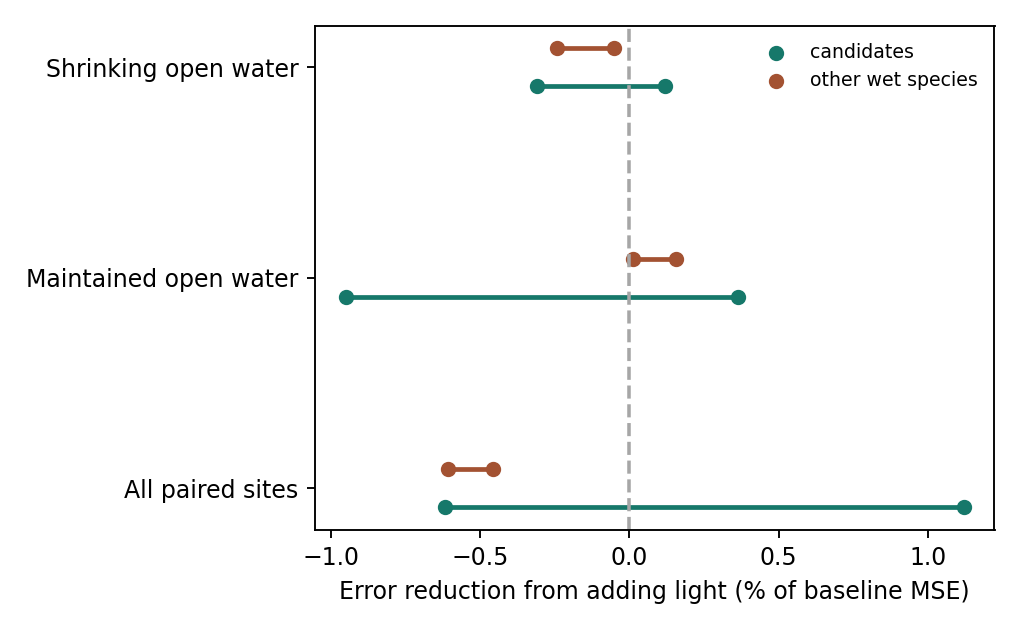 candidates
other wet species
Shrinking open water
Maintained open water
All paired sites
−1.0 −0.5 0.0 0.5 1.0
Error reduction from adding light (% of baseline MSE)